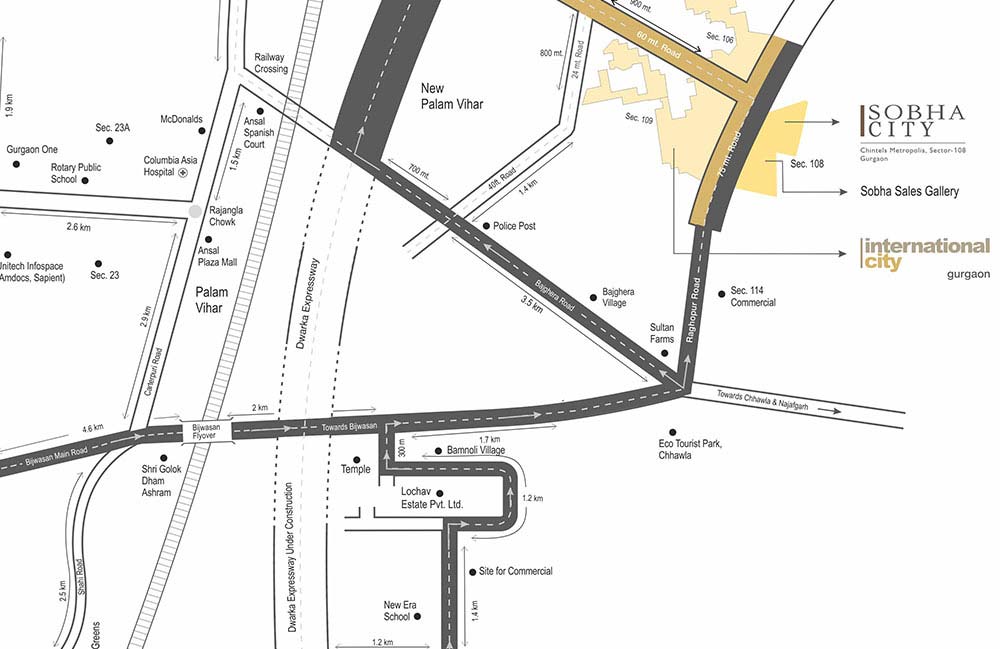 900 mt.
Sec. 106
60 mt. Road
800 mt.
24 mt. Road
Railway
Crossing
New
Palam Vihar
1.9 km
McDonalds
Sec. 23A
Ansal
Spanish
Court
Sec. 109
SOBHA
CITY
Chintels Metropolis, Sector-108
Gurgaon
Gurgaon One
Rotary Public
School
Columbia Asia
Hospital
1.5 km
700 mt.
40ft. Road
1.4 km
75 mt. Road
Sec. 108
Sobha Sales Gallery
2.6 km
Rajangla
Chowk
Police Post
Ansal
Plaza Mall
international
city
gurgaon
Unitech Infospace
(Amdocs, Sapient)
Sec. 23
Palam
Vihar
Dwarka Expressway
Bajghera Road
3.5 km
Bajghera
Village
Sec. 114
Commercial
Raghopur Road
2.9 km
Sultan
Farms
Carterpuri Road
Towards Chhawla & Najafgarh
2 km
4.6 km
Bijwasan
Flyover
Towards Bijwasan
Bijwasan Main Road
300 m
1.7 km
Bamnoli Village
Eco Tourist Park,
Chhawla
Shri Golok
Dham
Ashram
Temple
Lochav
Estate Pvt. Ltd.
1.2 km
Dwarka Expressway Under Construction
Shahi Road
2.5 km
Site for Commercial
New Era
School
1.4 km
Greens
1.2 km